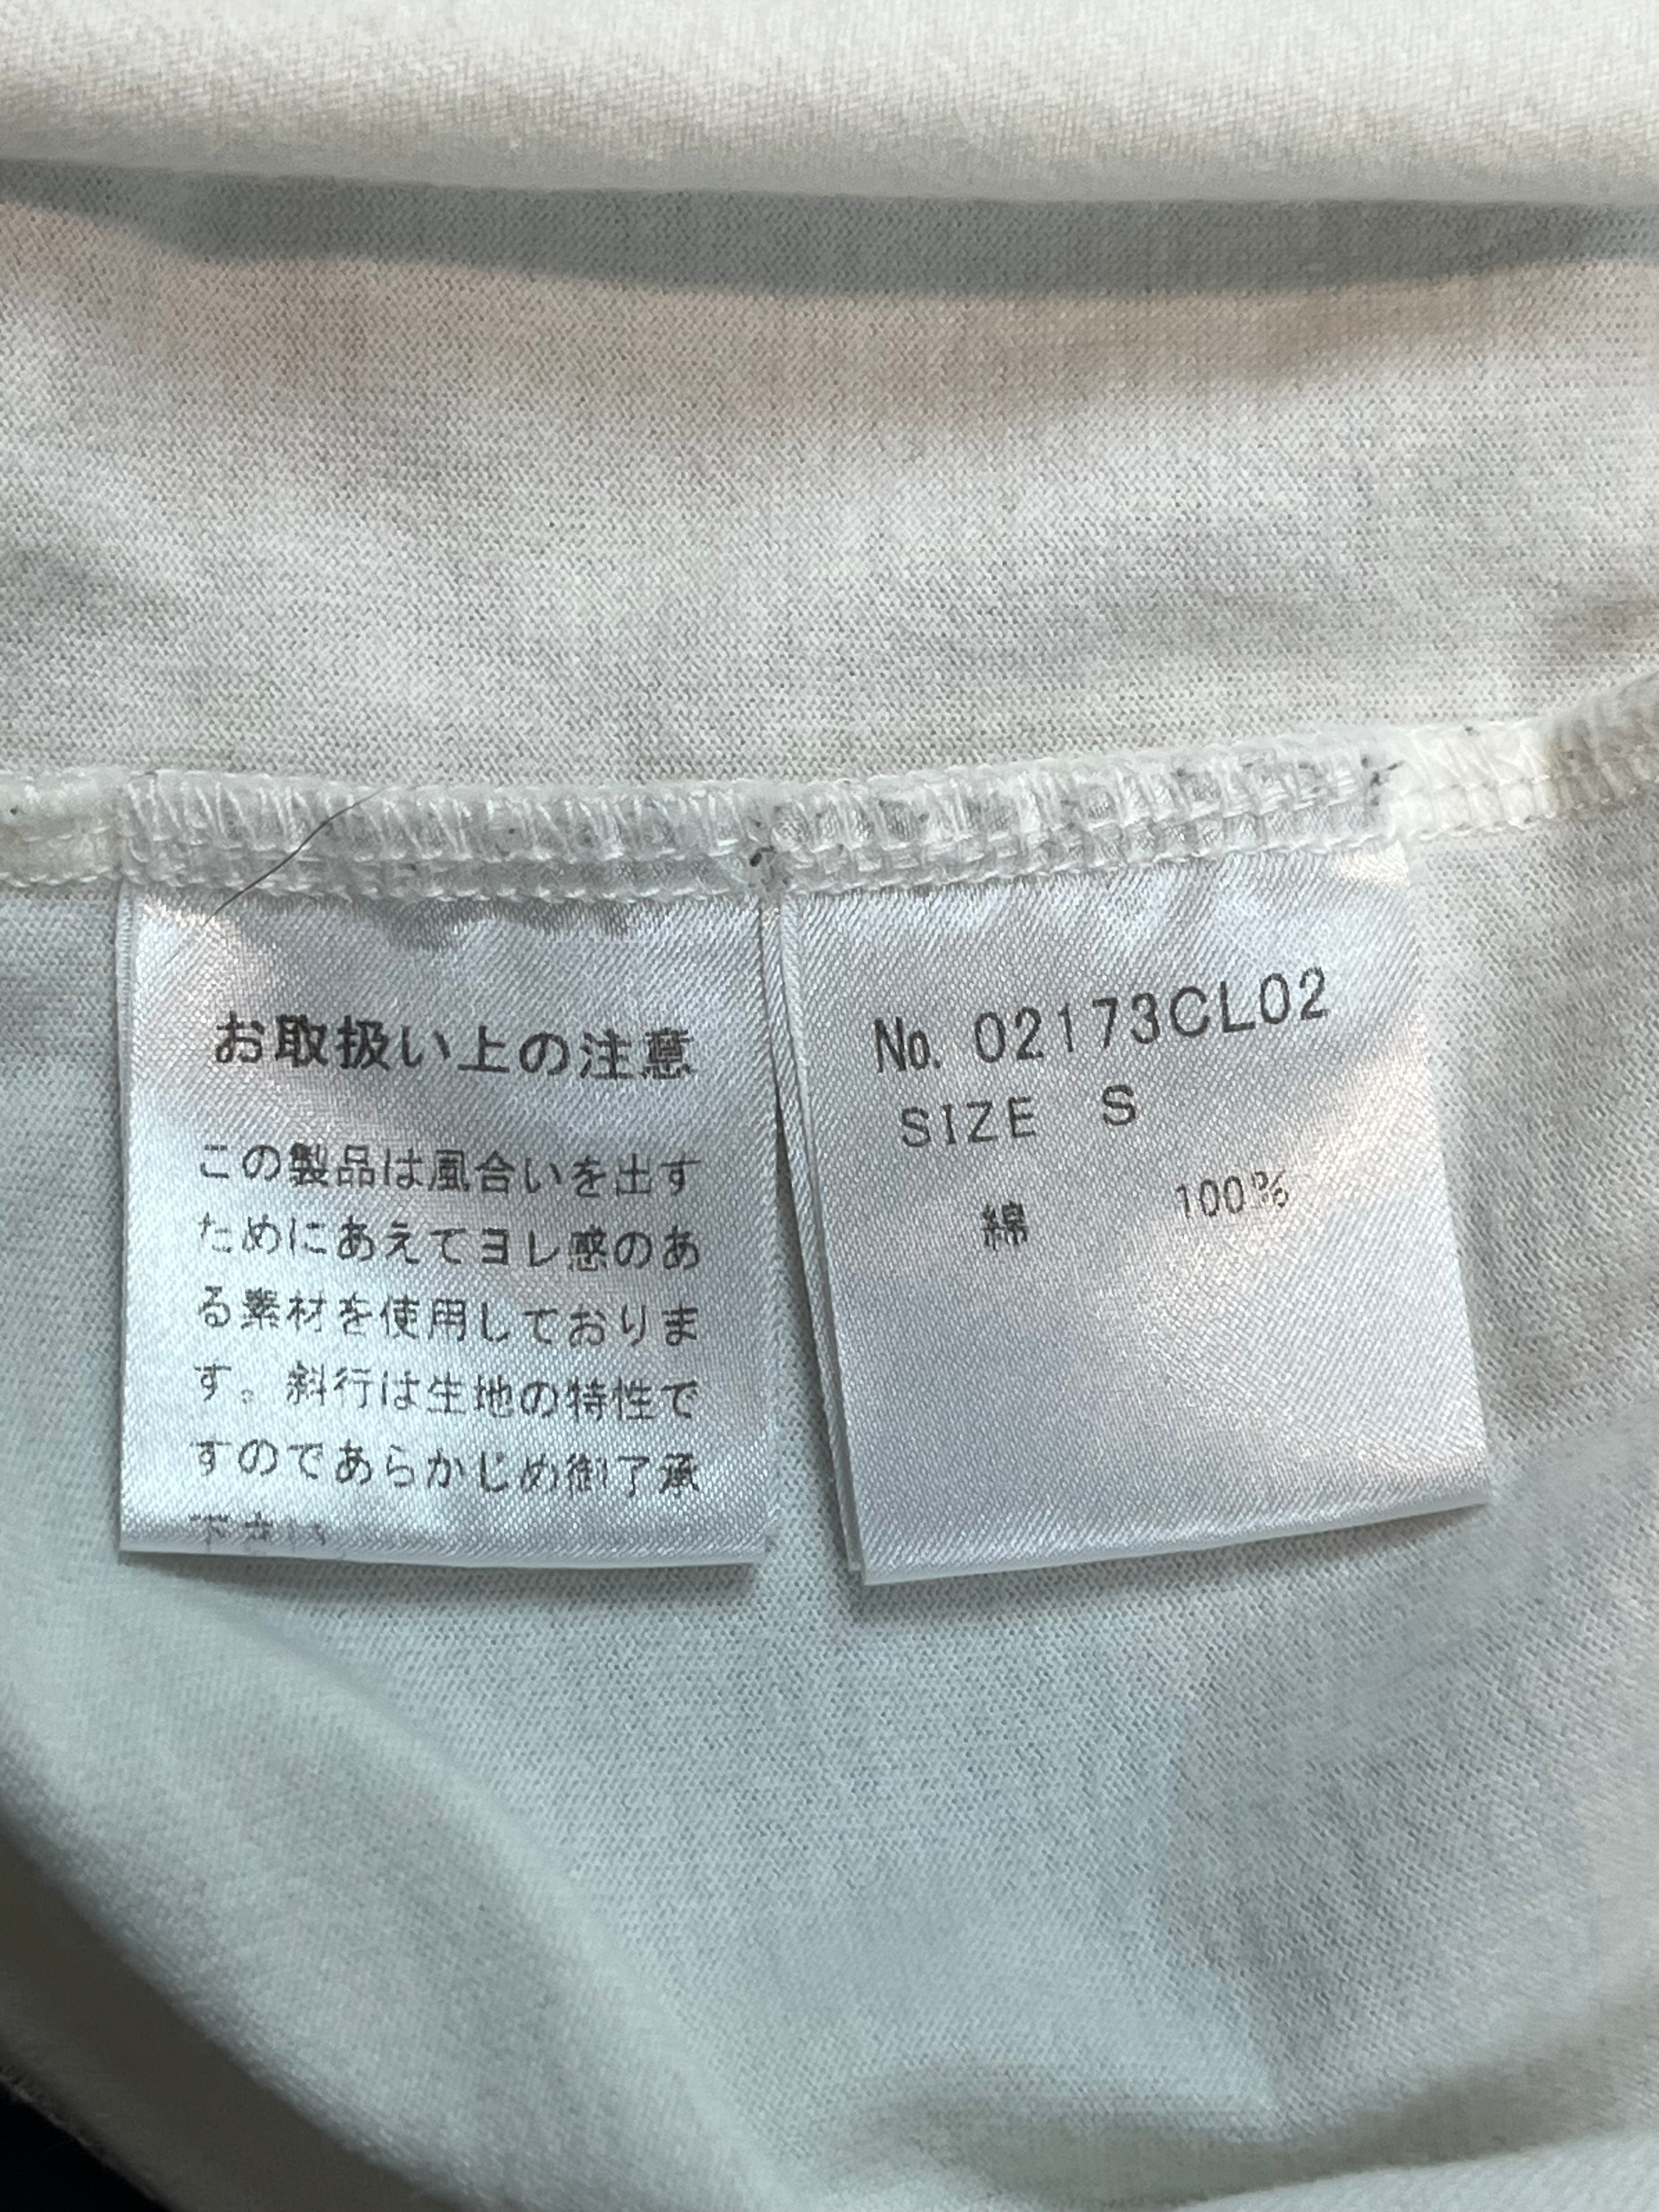 お取扱い上の注意
この製品は風合いを出す
ためにあえてヨレ感のあ
る素材を使用しておりま
す。斜行は生地の特性で
すのであらかじめ御了承
No. 02173CL02
SIZE S
綿 100%